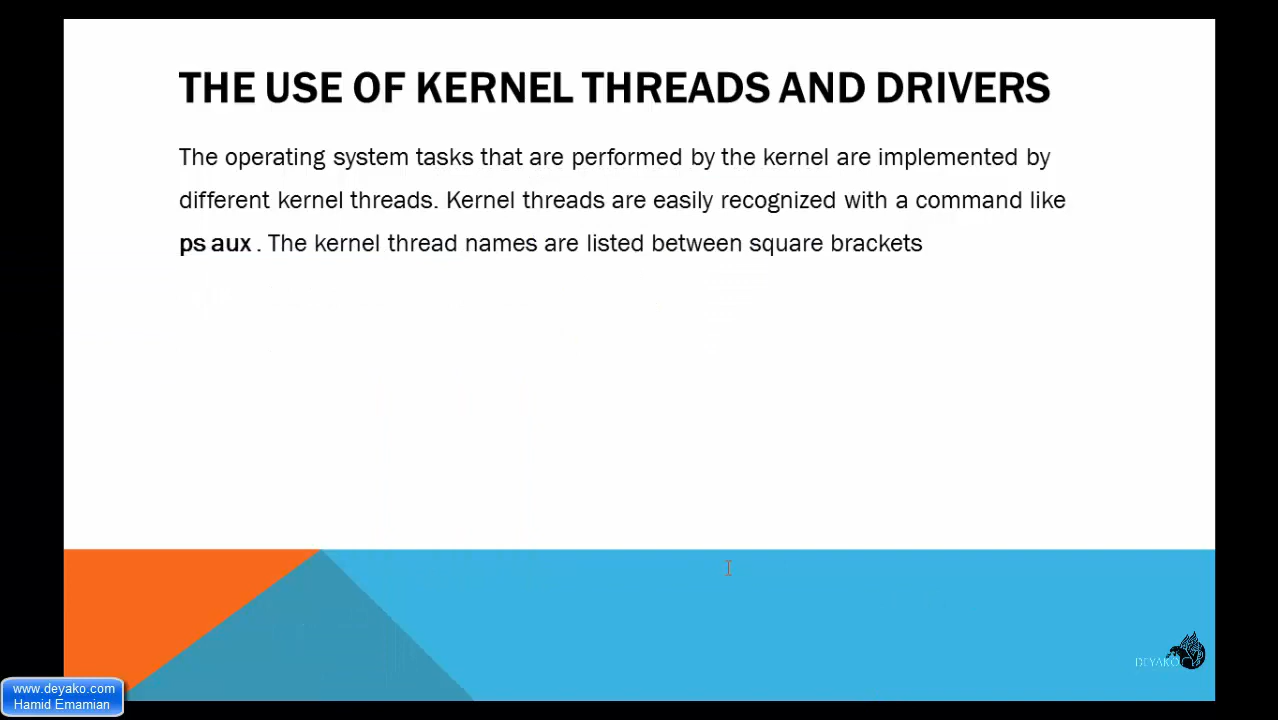 THE USE OF KERNEL THREADS AND DRIVERS
The operating system tasks that are performed by the kernel are implemented by
different kernel threads. Kernel threads are easily recognized with a command like
ps aux . The kernel thread names are listed between square brackets
DEYAKO
www.deyako.com
Hamid Emamian